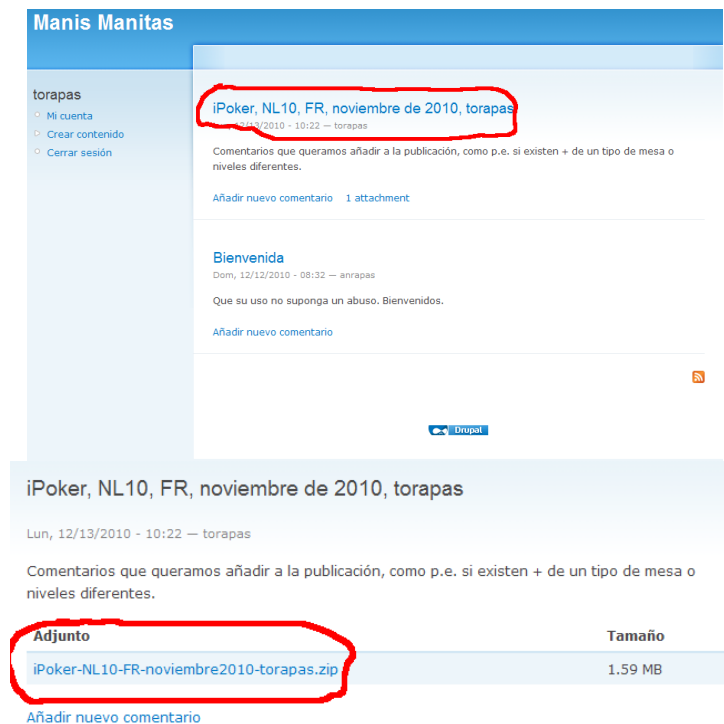 Manis Manitas
torapas
Mi cuenta
Crear contenido
Cerrar sesión
iPoker, NL10, FR, noviembre de 2010, torapas
12/13/2010 - 10:22 — torapas
Comentarios que queramos añadir a la publicación, como p.e. si existen + de un tipo de mesa o
niveles diferentes.
Añadir nuevo comentario 1 attachment
Bienvenida
Dom, 12/12/2010 - 08:32 — anrapas
Que su uso no suponga un abuso. Bienvenidos.
Añadir nuevo comentario
Drupal
iPoker, NL10, FR, noviembre de 2010, torapas
Lun, 12/13/2010 - 10:22 — torapas
Comentarios que queramos añadir a la publicación, como p.e. si existen + de un tipo de mesa o
niveles diferentes.
Adjunto Tamaño
iPoker-NL10-FR-noviembre2010-torapas.zip 1.59 MB
Añadir nuevo comentario